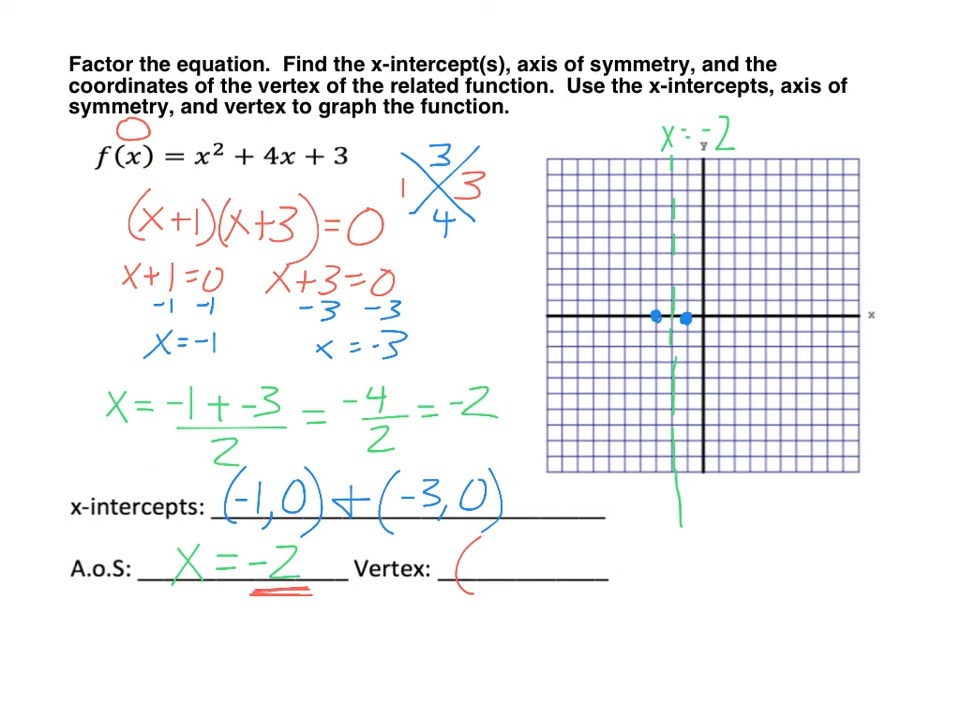 Factor the equation.  Find the x-intercept(s), axis of symmetry, and the
coordinates of the vertex of the related function.  Use the x-intercepts, axis of
symmetry, and vertex to graph the function.
0
x = -2
y
f(x) = x² + 4x + 3
3
1 3
4
(x+1)(x+3)=0
x+1=0 x+3=0
-1 -1 -3 -3
x=-1 x=-3
x
x= -1 + -3 / 2 = -4 / 2 = -2
x-intercepts: (-1,0) + (-3,0)
A.o.S: x = -2 Vertex: (